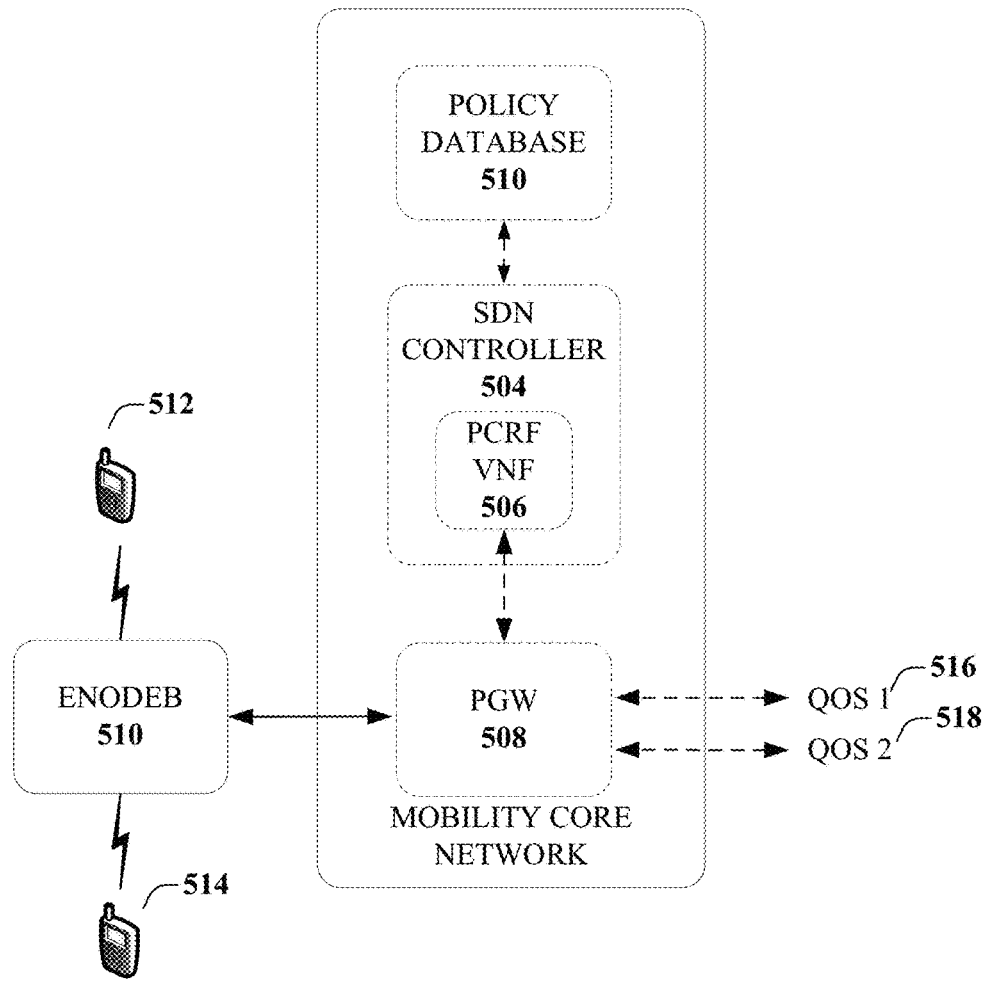 POLICY
DATABASE
510
SDN
CONTROLLER
504
PCRF
VNF
506
512
ENODEB
510
PGW
508
QOS 1
516
QOS 2
518
MOBILITY CORE
NETWORK
514